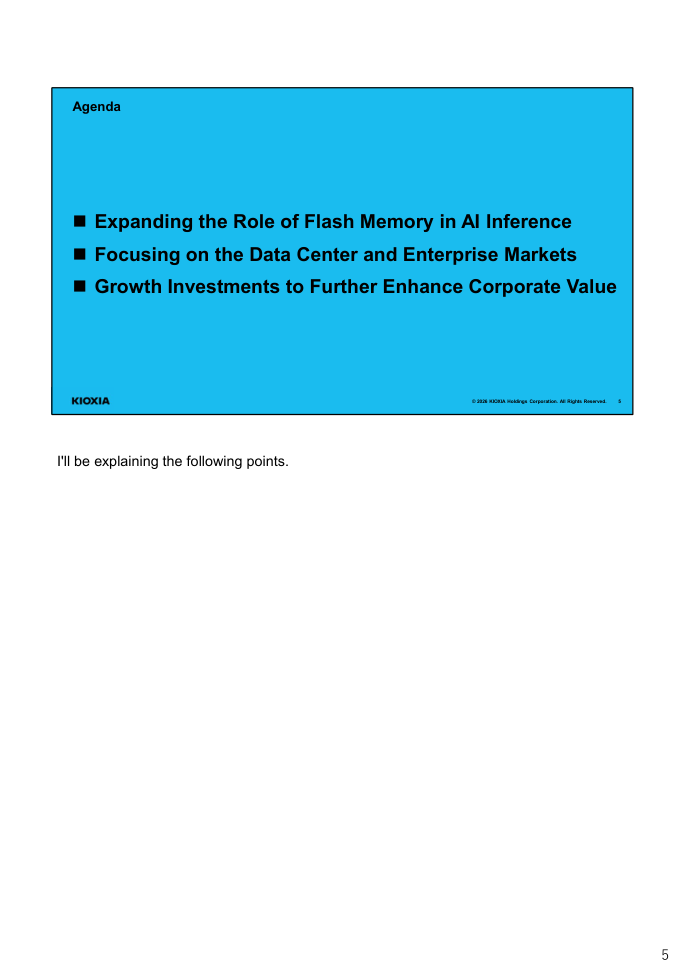 Agenda
■ Expanding the Role of Flash Memory in AI Inference
■ Focusing on the Data Center and Enterprise Markets
■ Growth Investments to Further Enhance Corporate Value
KIOXIA
© 2026 KIOXIA Holdings Corporation. All Rights Reserved. 5
I'll be explaining the following points.
5